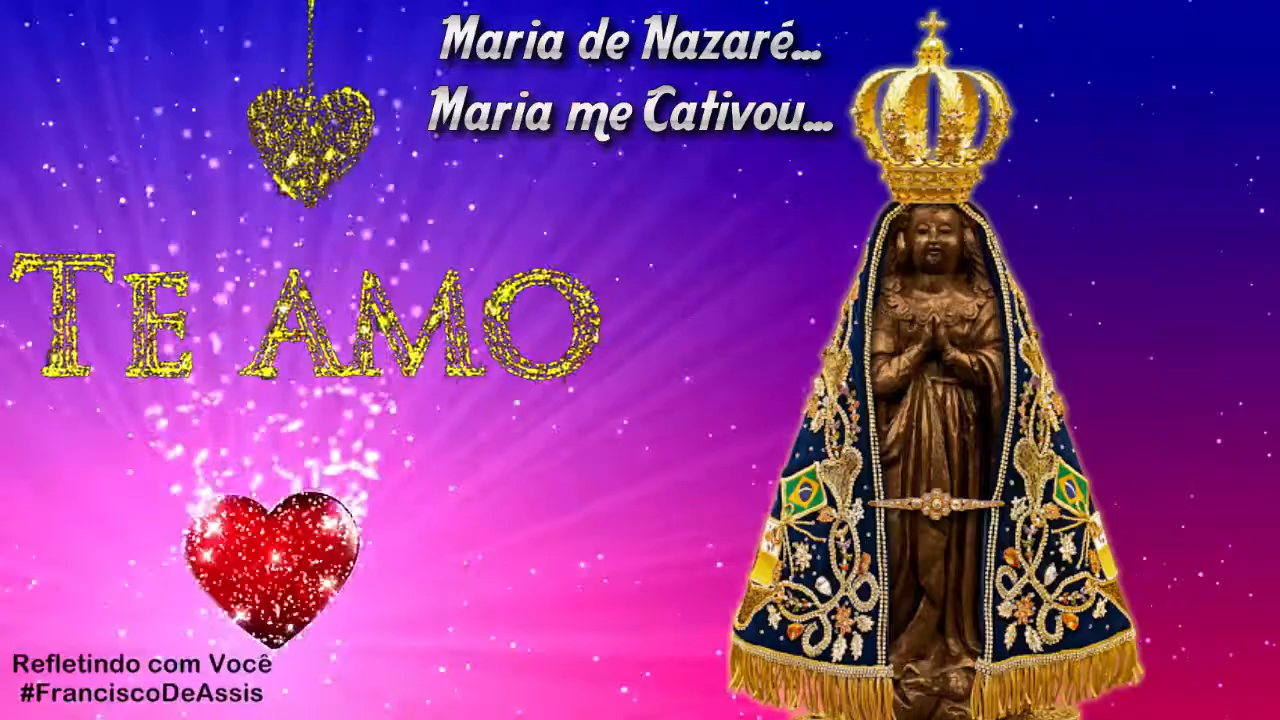 Maria de Nazaré...
Maria me Cativou...
Te amo
Refletindo com Você
#FranciscoDeAssis